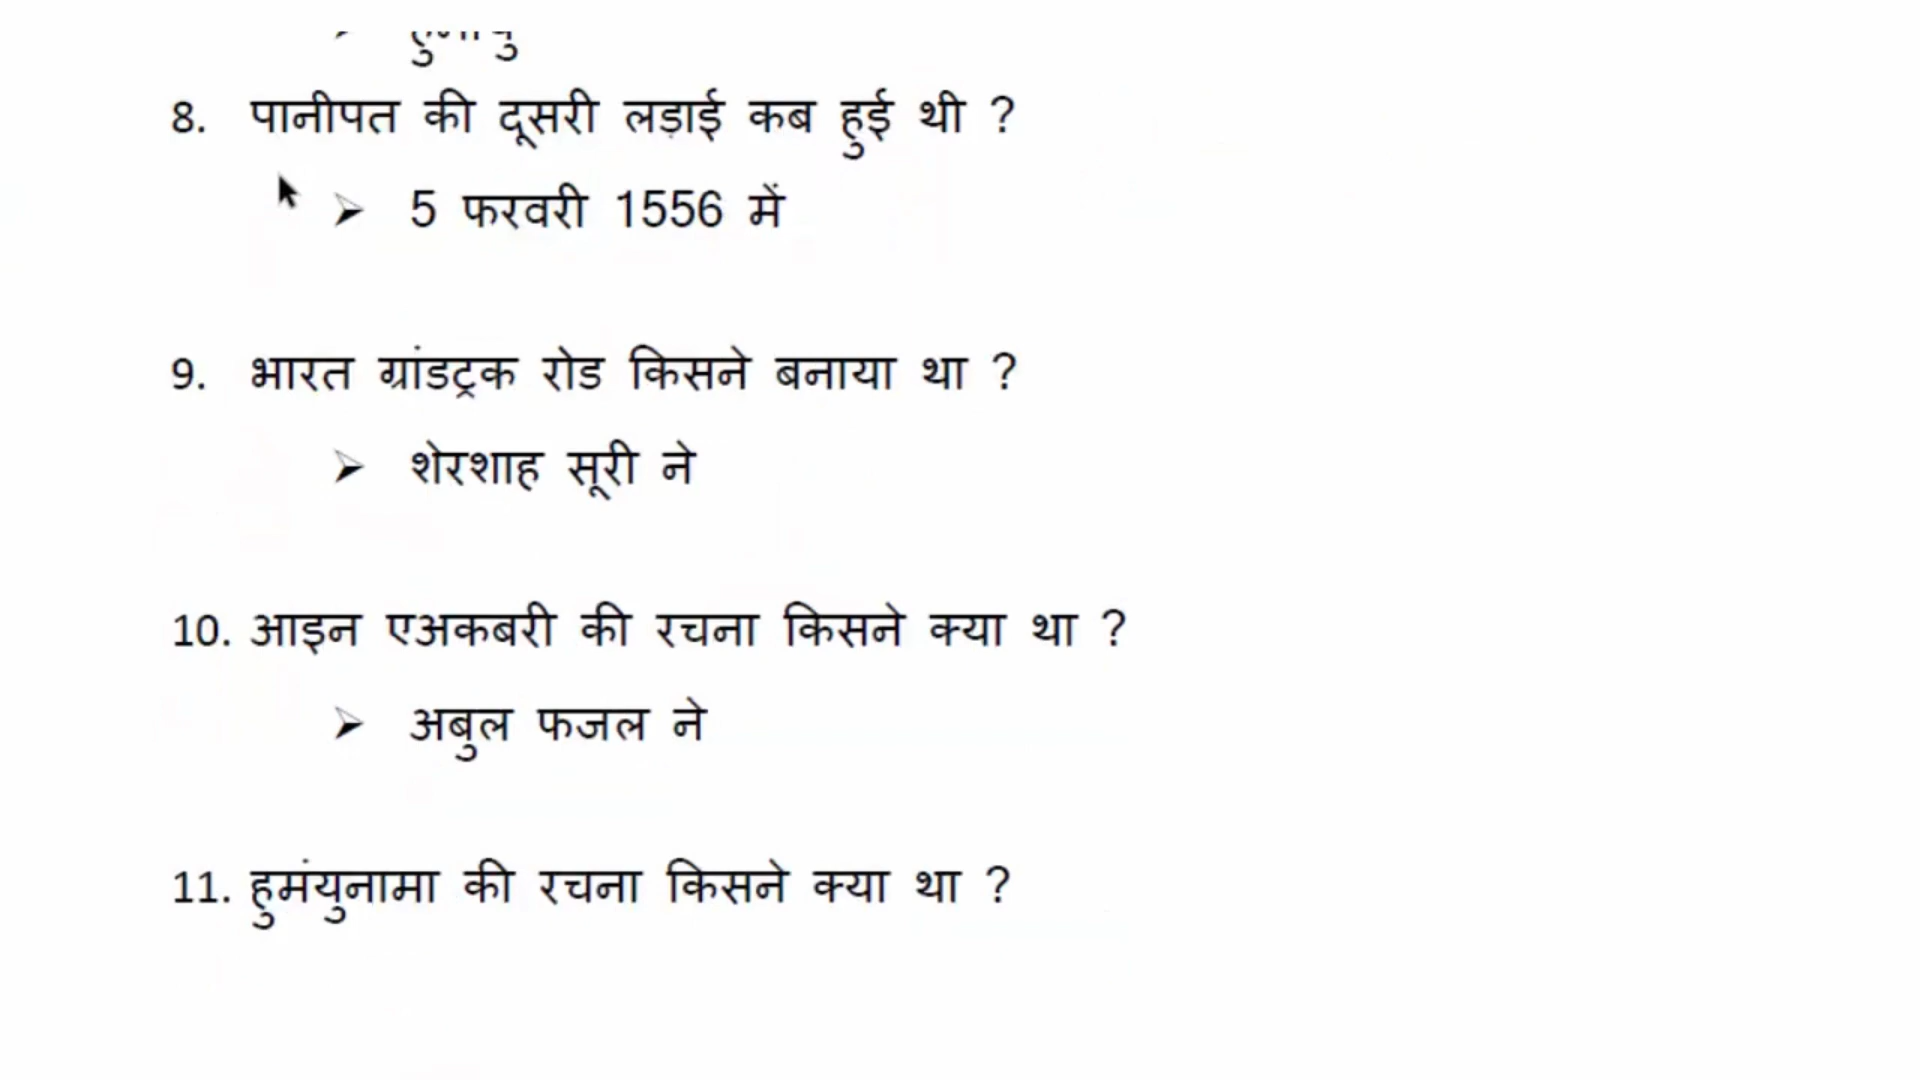 8. पानीपत की दूसरी लड़ाई कब हुई थी ?
➢ 5 फरवरी 1556 में
9. भारत ग्रांडट्रक रोड किसने बनाया था ?
➢ शेरशाह सूरी ने
10. आइन एअकबरी की रचना किसने क्या था ?
➢ अबुल फजल ने
11. हुमंयुनामा की रचना किसने क्या था ?